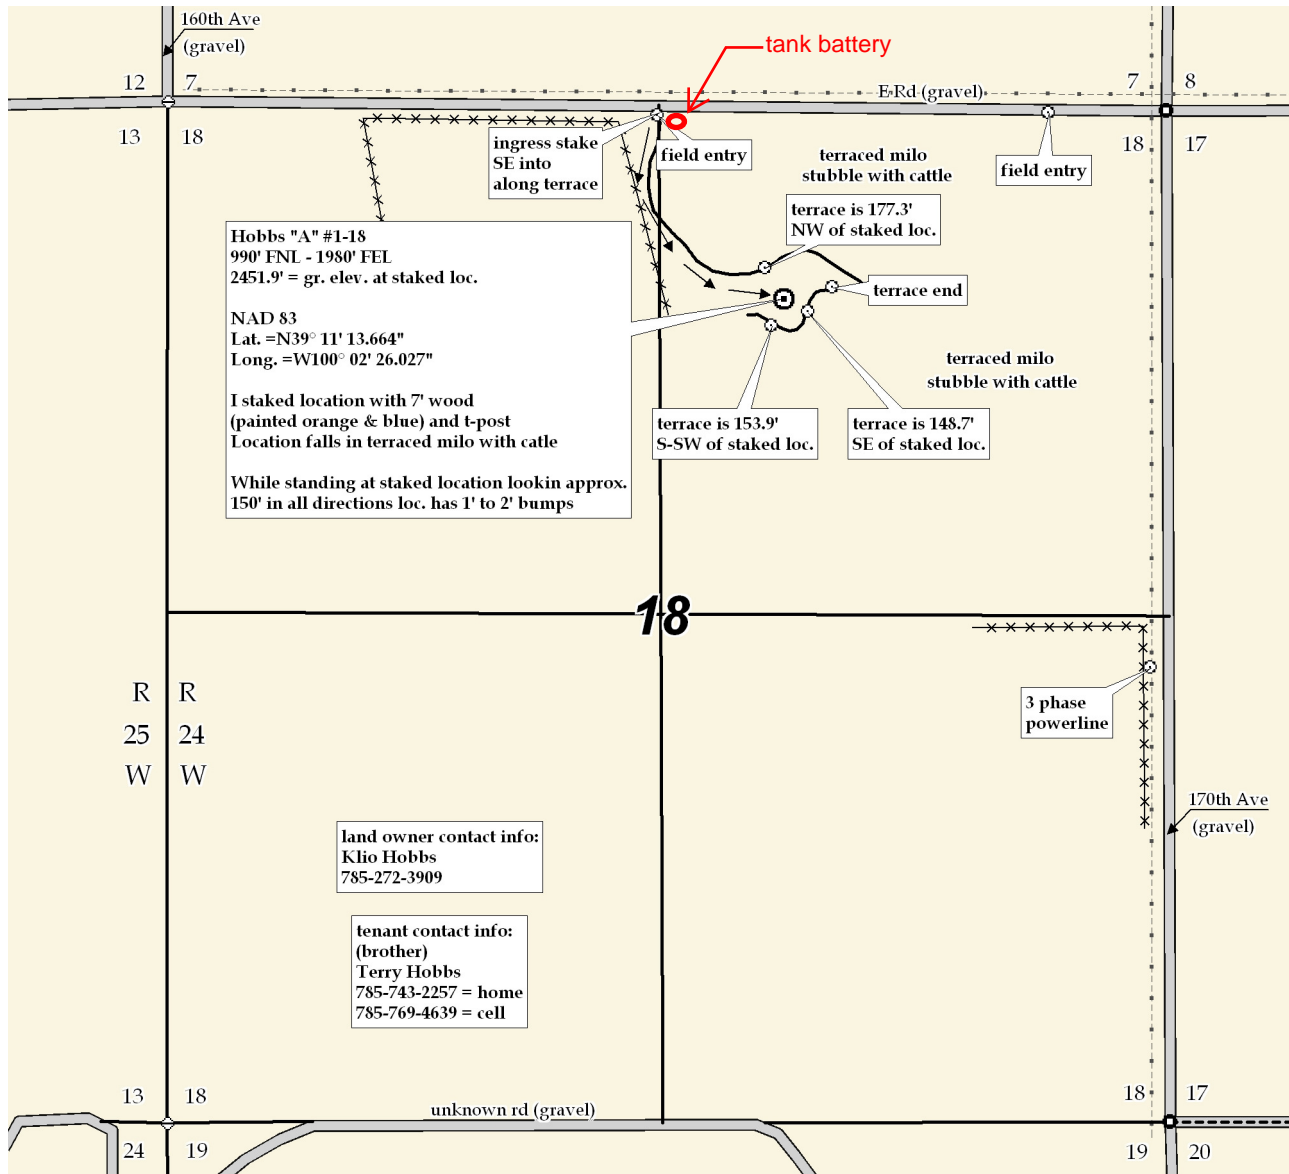 160th Ave
(gravel)
tank battery
12
7
7
8
E Rd (gravel)
13
18
18
17
ingress stake
SE into
along terrace
field entry
terraced milo
stubble with cattle
field entry
terrace is 177.3'
NW of staked loc.
Hobbs "A" #1-18
990' FNL - 1980' FEL
2451.9' = gr. elev. at staked loc.
NAD 83
Lat. =N39° 11' 13.664"
Long. =W100° 02' 26.027"
I staked location with 7' wood
(painted orange & blue) and t-post
Location falls in terraced milo with catle
While standing at staked location lookin approx.
150' in all directions loc. has 1' to 2' bumps
terrace end
terraced milo
stubble with cattle
terrace is 153.9'
S-SW of staked loc.
terrace is 148.7'
SE of staked loc.
18
R
R
25
24
W
W
3 phase
powerline
170th Ave
(gravel)
land owner contact info:
Klio Hobbs
785-272-3909
tenant contact info:
(brother)
Terry Hobbs
785-743-2257 = home
785-769-4639 = cell
13
18
18
17
unknown rd (gravel)
24
19
19
20